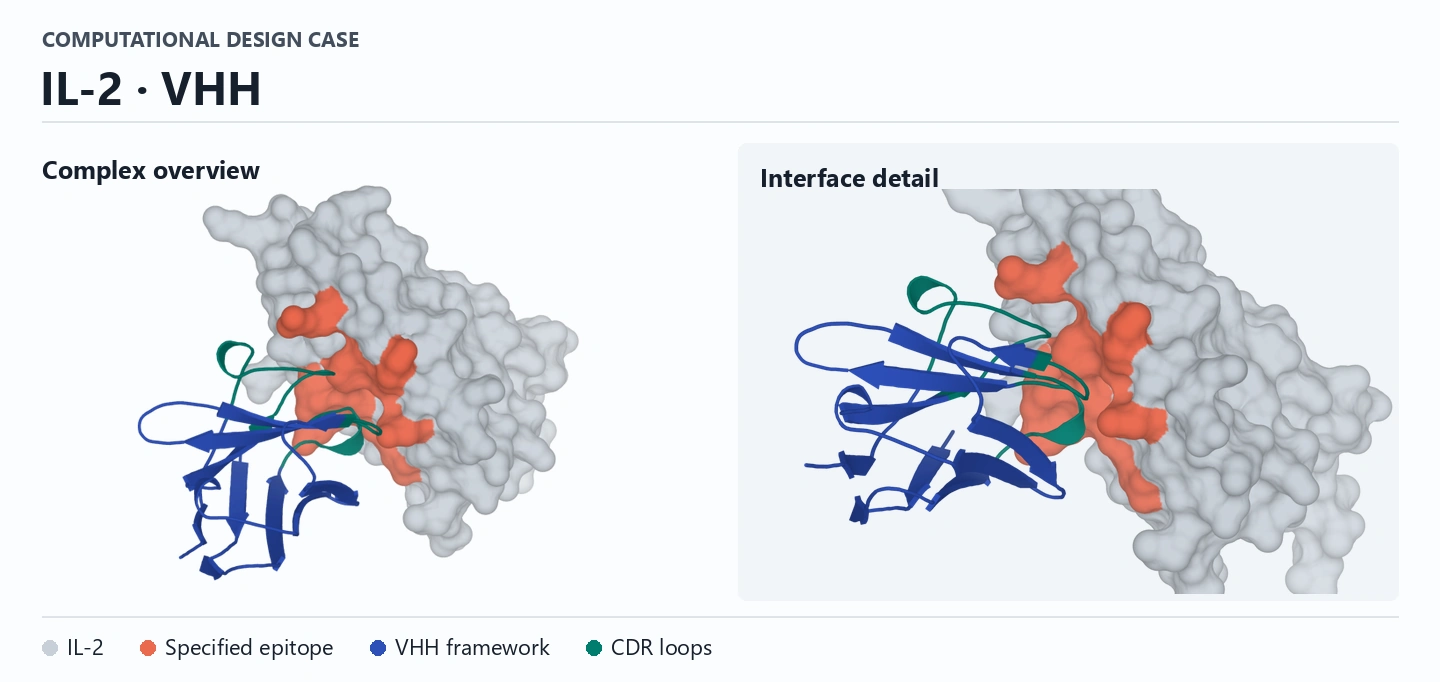 COMPUTATIONAL DESIGN CASE
IL-2 · VHH
Complex overview
Interface detail
IL-2
Specified epitope
VHH framework
CDR loops